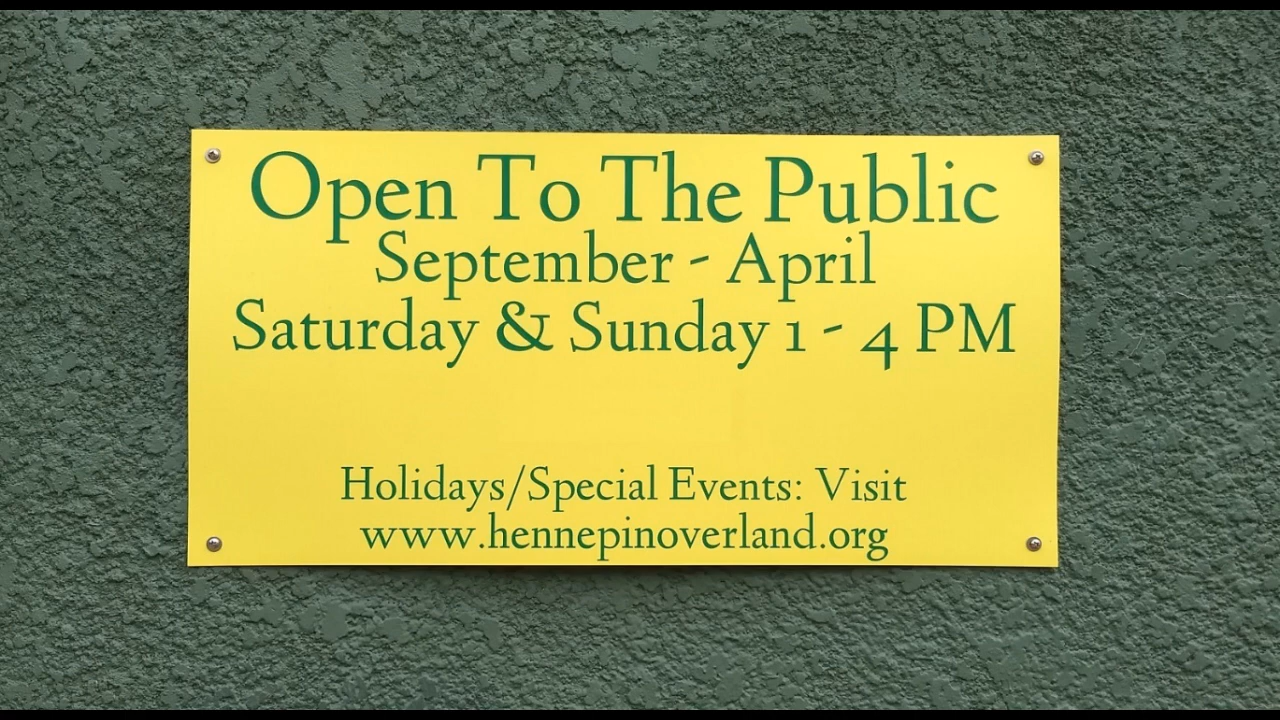 Open To The Public
September - April
Saturday & Sunday 1 - 4 PM
Holidays/Special Events: Visit
www.hennepinoverland.org